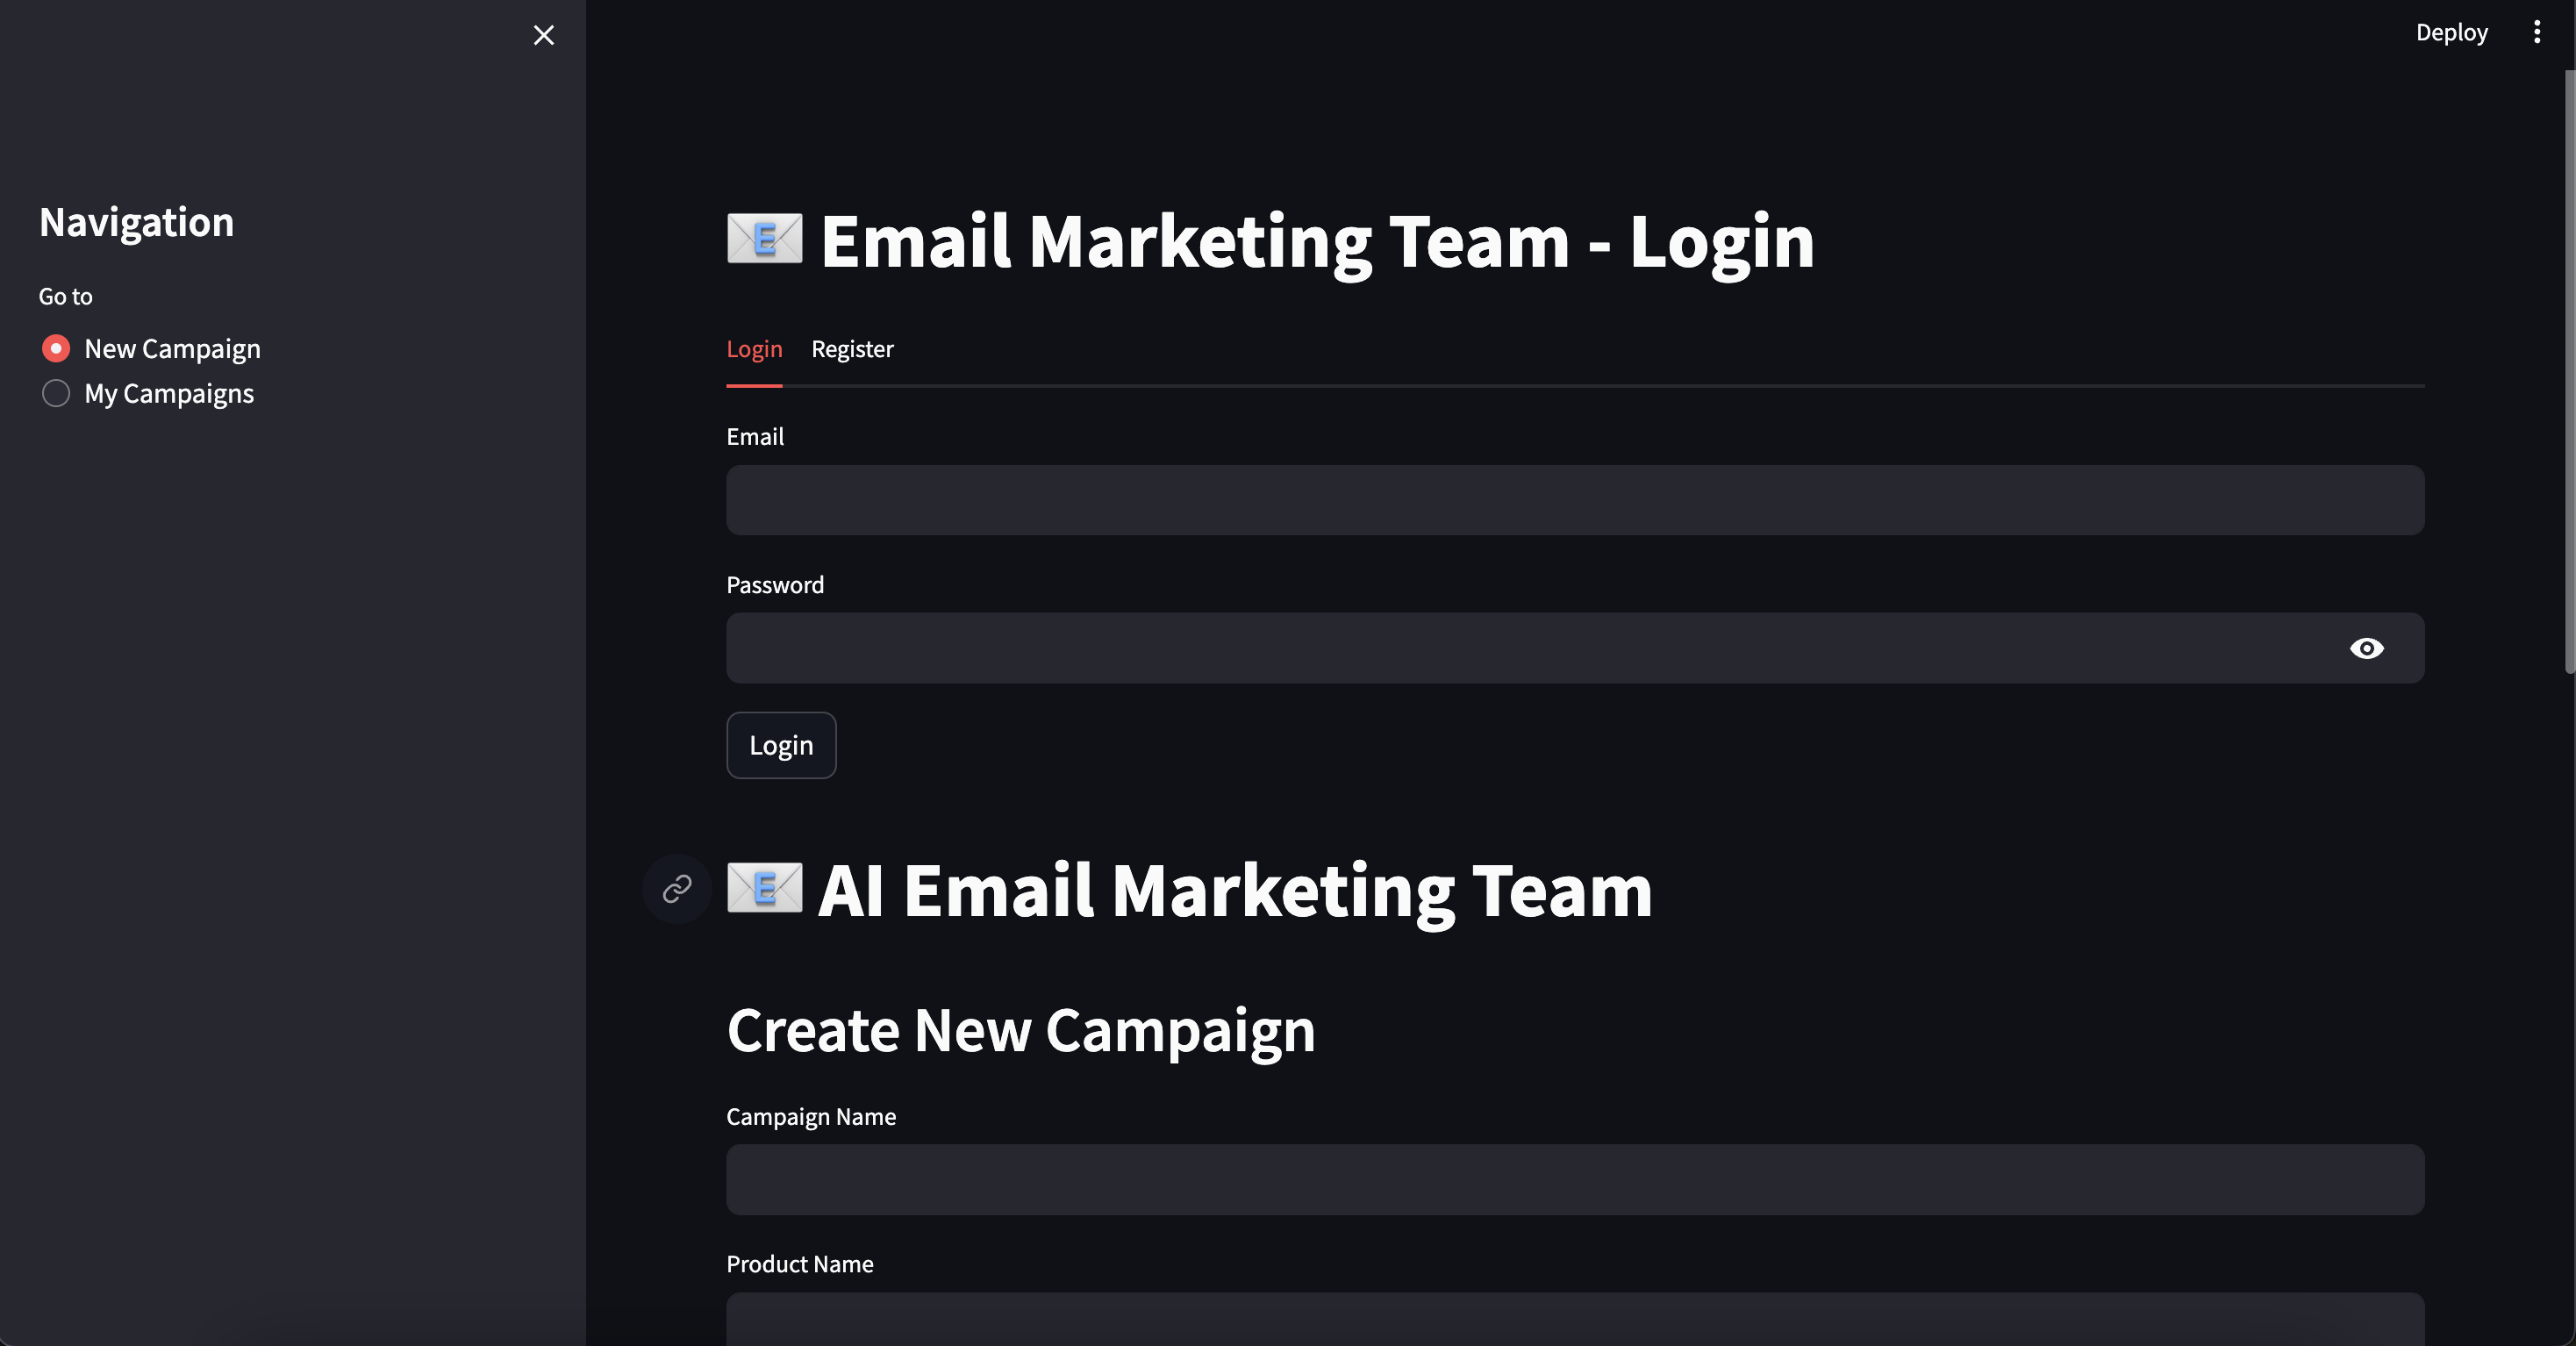 Deploy
Navigation
Go to
New Campaign
My Campaigns
📧 Email Marketing Team - Login
Login Register
Email
Password
Login
📧 AI Email Marketing Team
Create New Campaign
Campaign Name
Product Name